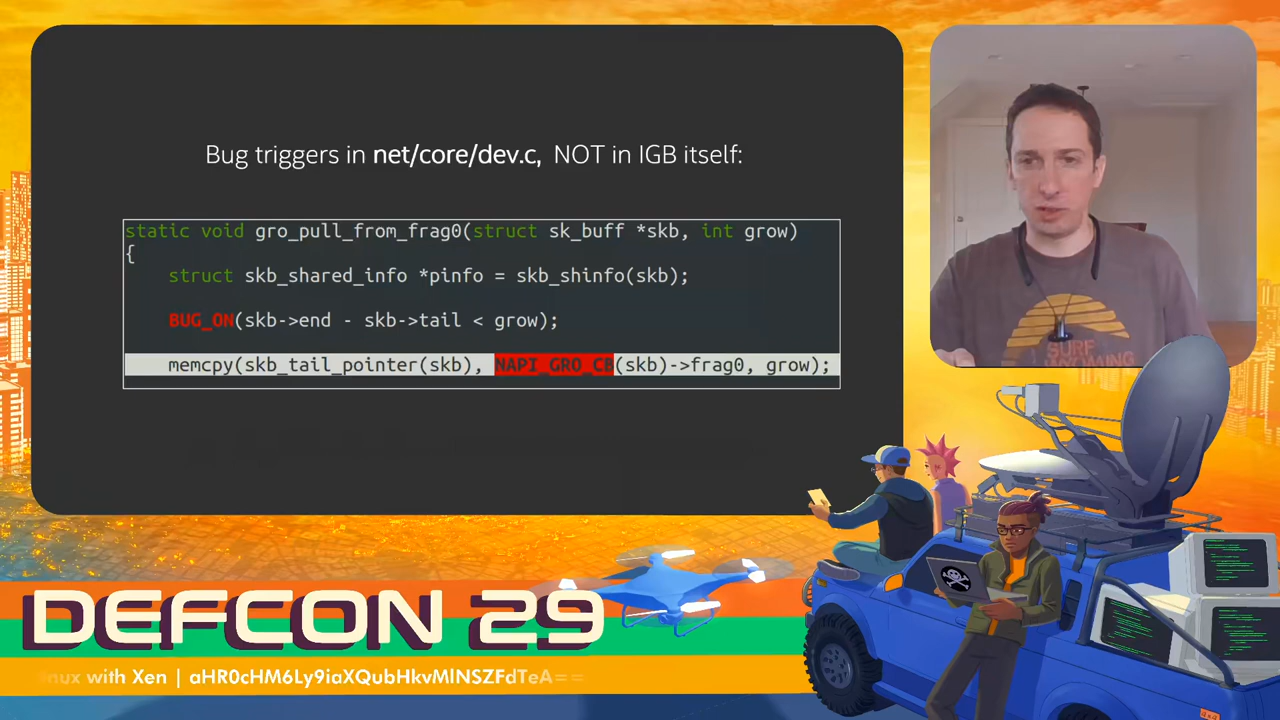 Bug triggers in net/core/dev.c, NOT in IGB itself:
static void gro_pull_from_frag0(struct sk_buff *skb, int grow)
{
struct skb_shared_info *pinfo = skb_shinfo(skb);
BUG_ON(skb->end - skb->tail < grow);
memcpy(skb_tail_pointer(skb), NAPI_GRO_CB(skb)->frag0, grow);
SURF
DEFCON 29
inux with Xen | aHR0cHM6Ly9iaXQubHkvMlNSZFdTeA==